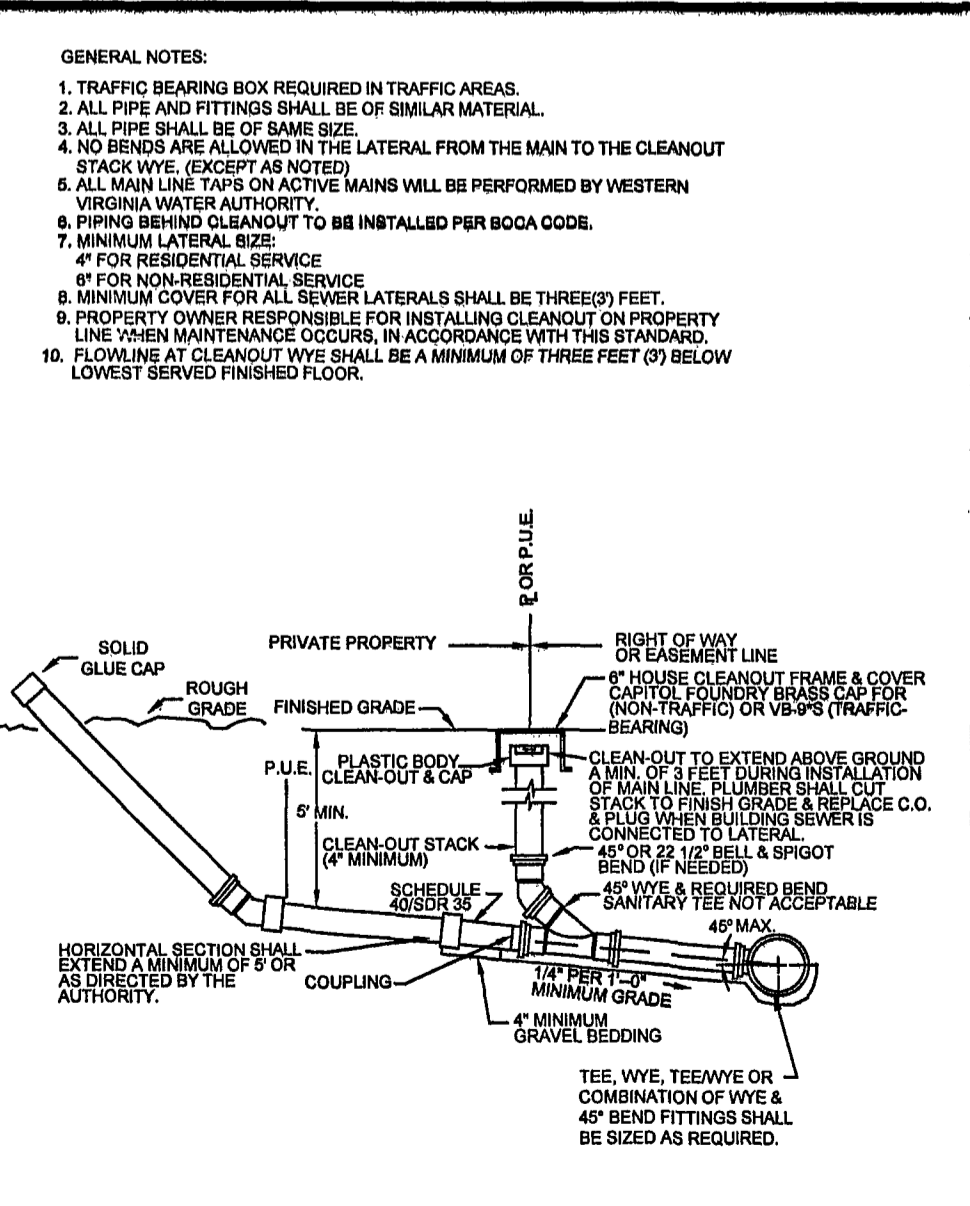 GENERAL NOTES:
1. TRAFFIC BEARING BOX REQUIRED IN TRAFFIC AREAS.
2. ALL PIPE AND FITTINGS SHALL BE OF SIMILAR MATERIAL.
3. ALL PIPE SHALL BE OF SAME SIZE.
4. NO BENDS ARE ALLOWED IN THE LATERAL FROM THE MAIN TO THE CLEANOUT
STACK WYE. (EXCEPT AS NOTED)
5. ALL MAIN LINE TAPS ON ACTIVE MAINS WILL BE PERFORMED BY WESTERN
VIRGINIA WATER AUTHORITY.
6. PIPING BEHIND CLEANOUT TO BE INSTALLED PER BOCA CODE.
7. MINIMUM LATERAL SIZE:
4" FOR RESIDENTIAL SERVICE
6" FOR NON-RESIDENTIAL SERVICE
8. MINIMUM COVER FOR ALL SEWER LATERALS SHALL BE THREE(3') FEET.
9. PROPERTY OWNER RESPONSIBLE FOR INSTALLING CLEANOUT ON PROPERTY
LINE WHEN MAINTENANCE OCCURS, IN ACCORDANCE WITH THIS STANDARD.
10. FLOWLINE AT CLEANOUT WYE SHALL BE A MINIMUM OF THREE FEET (3') BELOW
LOWEST SERVED FINISHED FLOOR.
PL OR P.U.E.
PRIVATE PROPERTY
RIGHT OF WAY
OR EASEMENT LINE
SOLID
GLUE CAP
ROUGH
GRADE
FINISHED GRADE
6" HOUSE CLEANOUT FRAME & COVER
CAPITOL FOUNDRY BRASS CAP FOR
(NON-TRAFFIC) OR VB-9"S (TRAFFIC-
BEARING)
P.U.E.
PLASTIC BODY
CLEAN-OUT & CAP
CLEAN-OUT TO EXTEND ABOVE GROUND
A MIN. OF 3 FEET DURING INSTALLATION
OF MAIN LINE. PLUMBER SHALL CUT
STACK TO FINISH GRADE & REPLACE C.O.
& PLUG WHEN BUILDING SEWER IS
CONNECTED TO LATERAL.
5' MIN.
CLEAN-OUT STACK
(4" MINIMUM)
45° OR 22 1/2° BELL & SPIGOT
BEND (IF NEEDED)
SCHEDULE
40/SDR 35
45° WYE & REQUIRED BEND
SANITARY TEE NOT ACCEPTABLE
45° MAX.
HORIZONTAL SECTION SHALL
EXTEND A MINIMUM OF 5' OR
AS DIRECTED BY THE
AUTHORITY.
COUPLING
1/4" PER 1'-0"
MINIMUM GRADE
4" MINIMUM
GRAVEL BEDDING
TEE, WYE, TEE/WYE OR
COMBINATION OF WYE &
45° BEND FITTINGS SHALL
BE SIZED AS REQUIRED.